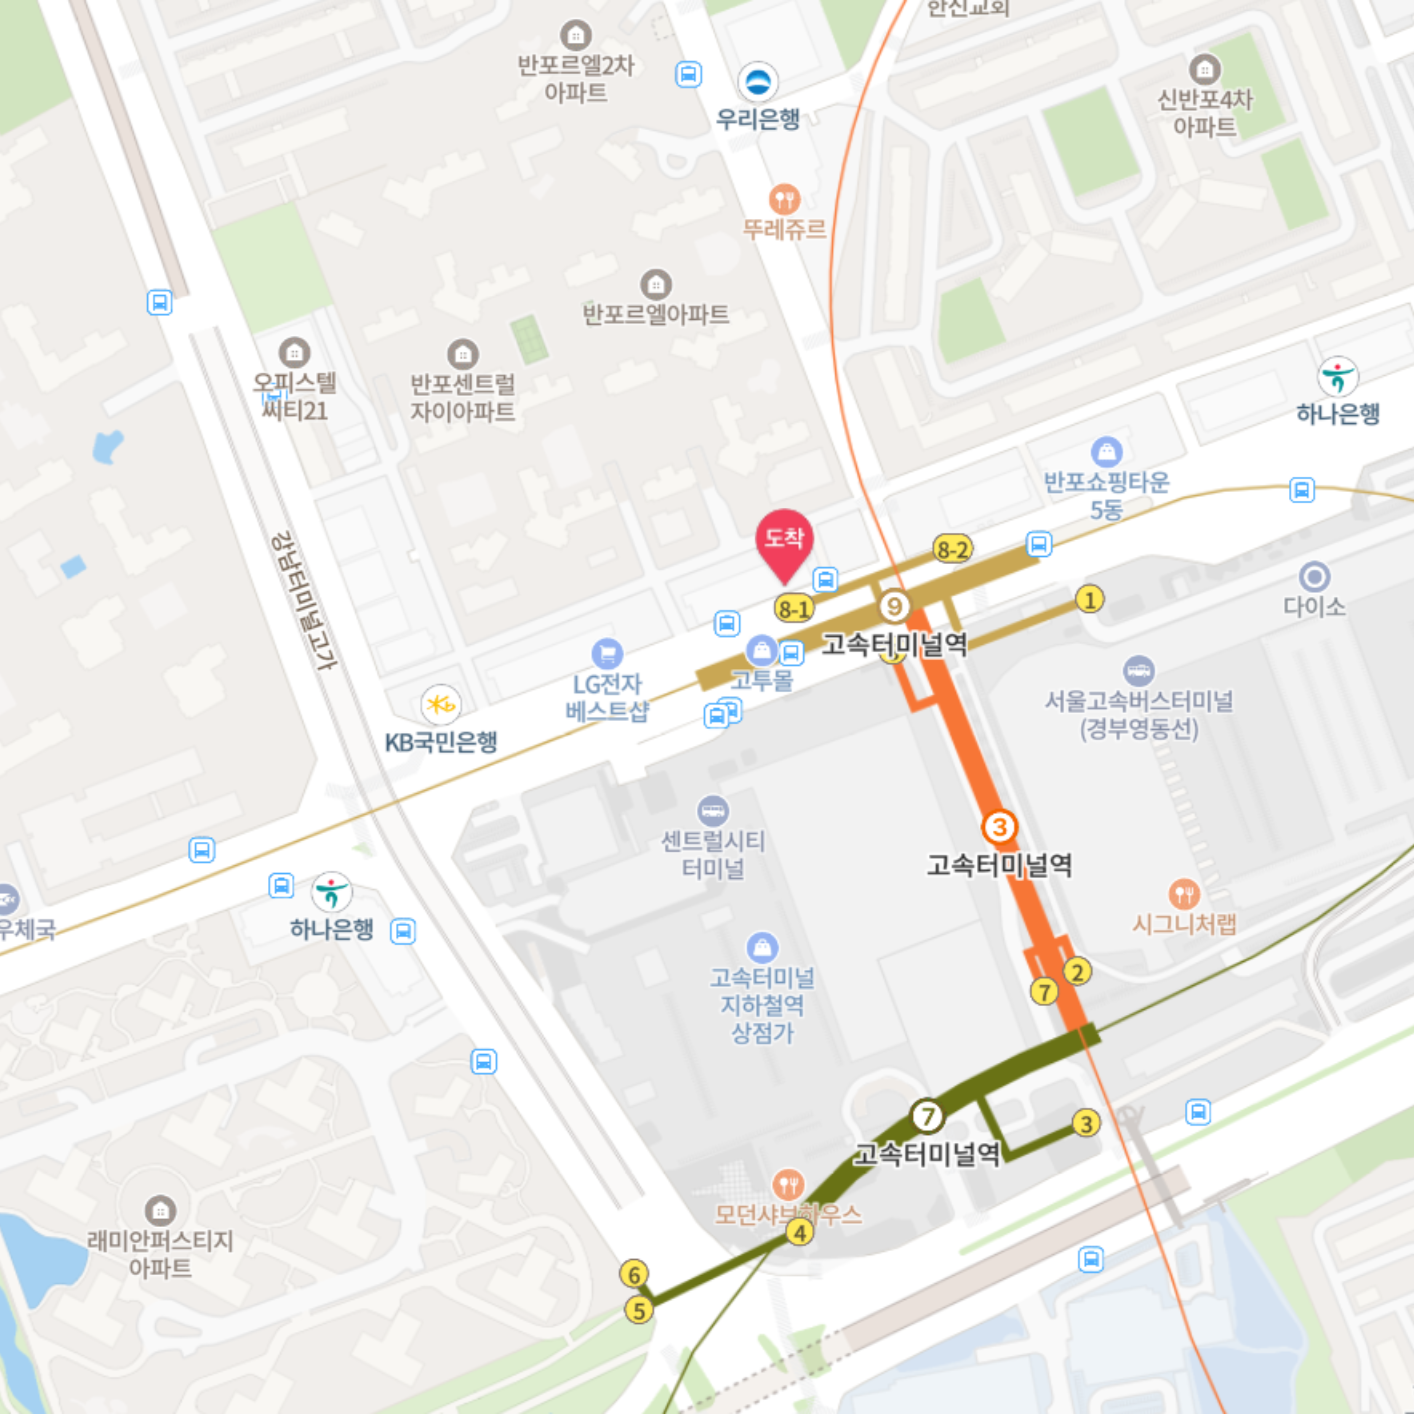 한신교회
반포르엘2차
아파트
우리은행
신반포4차
아파트
뚜레쥬르
반포르엘아파트
오피스텔
씨티21
반포센트럴
자이아파트
하나은행
반포쇼핑타운
5동
도착
8-2
8-1
9
고속터미널역
1
다이소
강남터미널고가
LG전자
베스트샵
고투몰
서울고속버스터미널
(경부영동선)
KB국민은행
센트럴시티
터미널
3
고속터미널역
우체국
하나은행
시그니처랩
고속터미널
지하철역
상점가
2
7
7
고속터미널역
3
모던샤브하우스
4
래미안퍼스티지
아파트
6
5